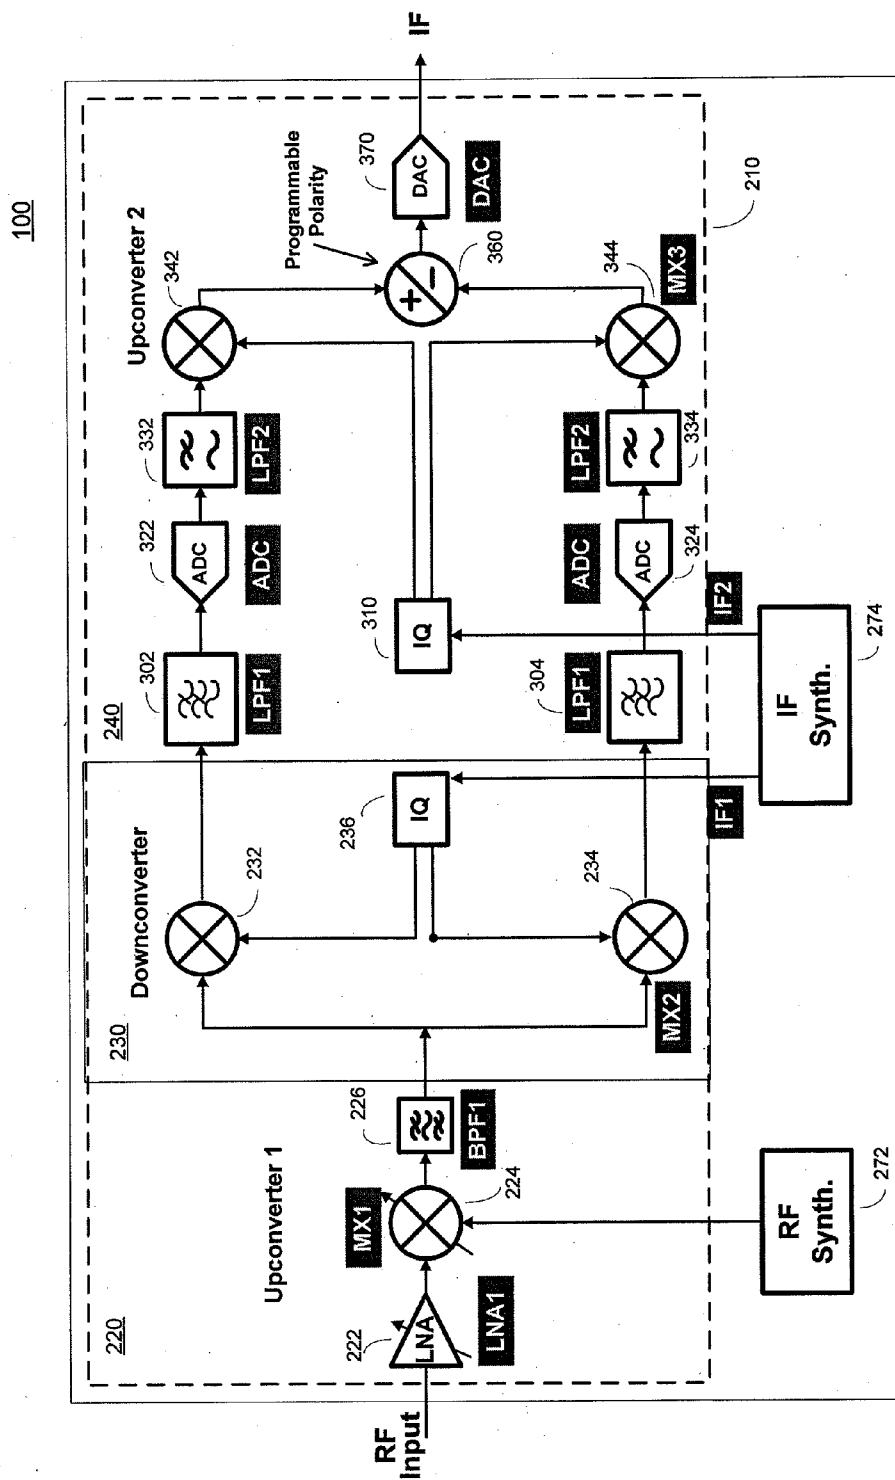 100
220
Upconverter 1
RF
Input
222
LNA
LNA1
MX1
224
226
BPF1
RF
Synth.
272
230
Downconverter
232
236
IQ
234
MX2
IF1
240
302
LPF1
322
ADC
ADC
332
LPF2
Upconverter 2
342
310
IQ
304
LPF1
ADC
ADC
324
LPF2
334
344
MX3
IF2
IF
Synth.
274
Programmable
Polarity
+
−
360
370
DAC
DAC
IF
210